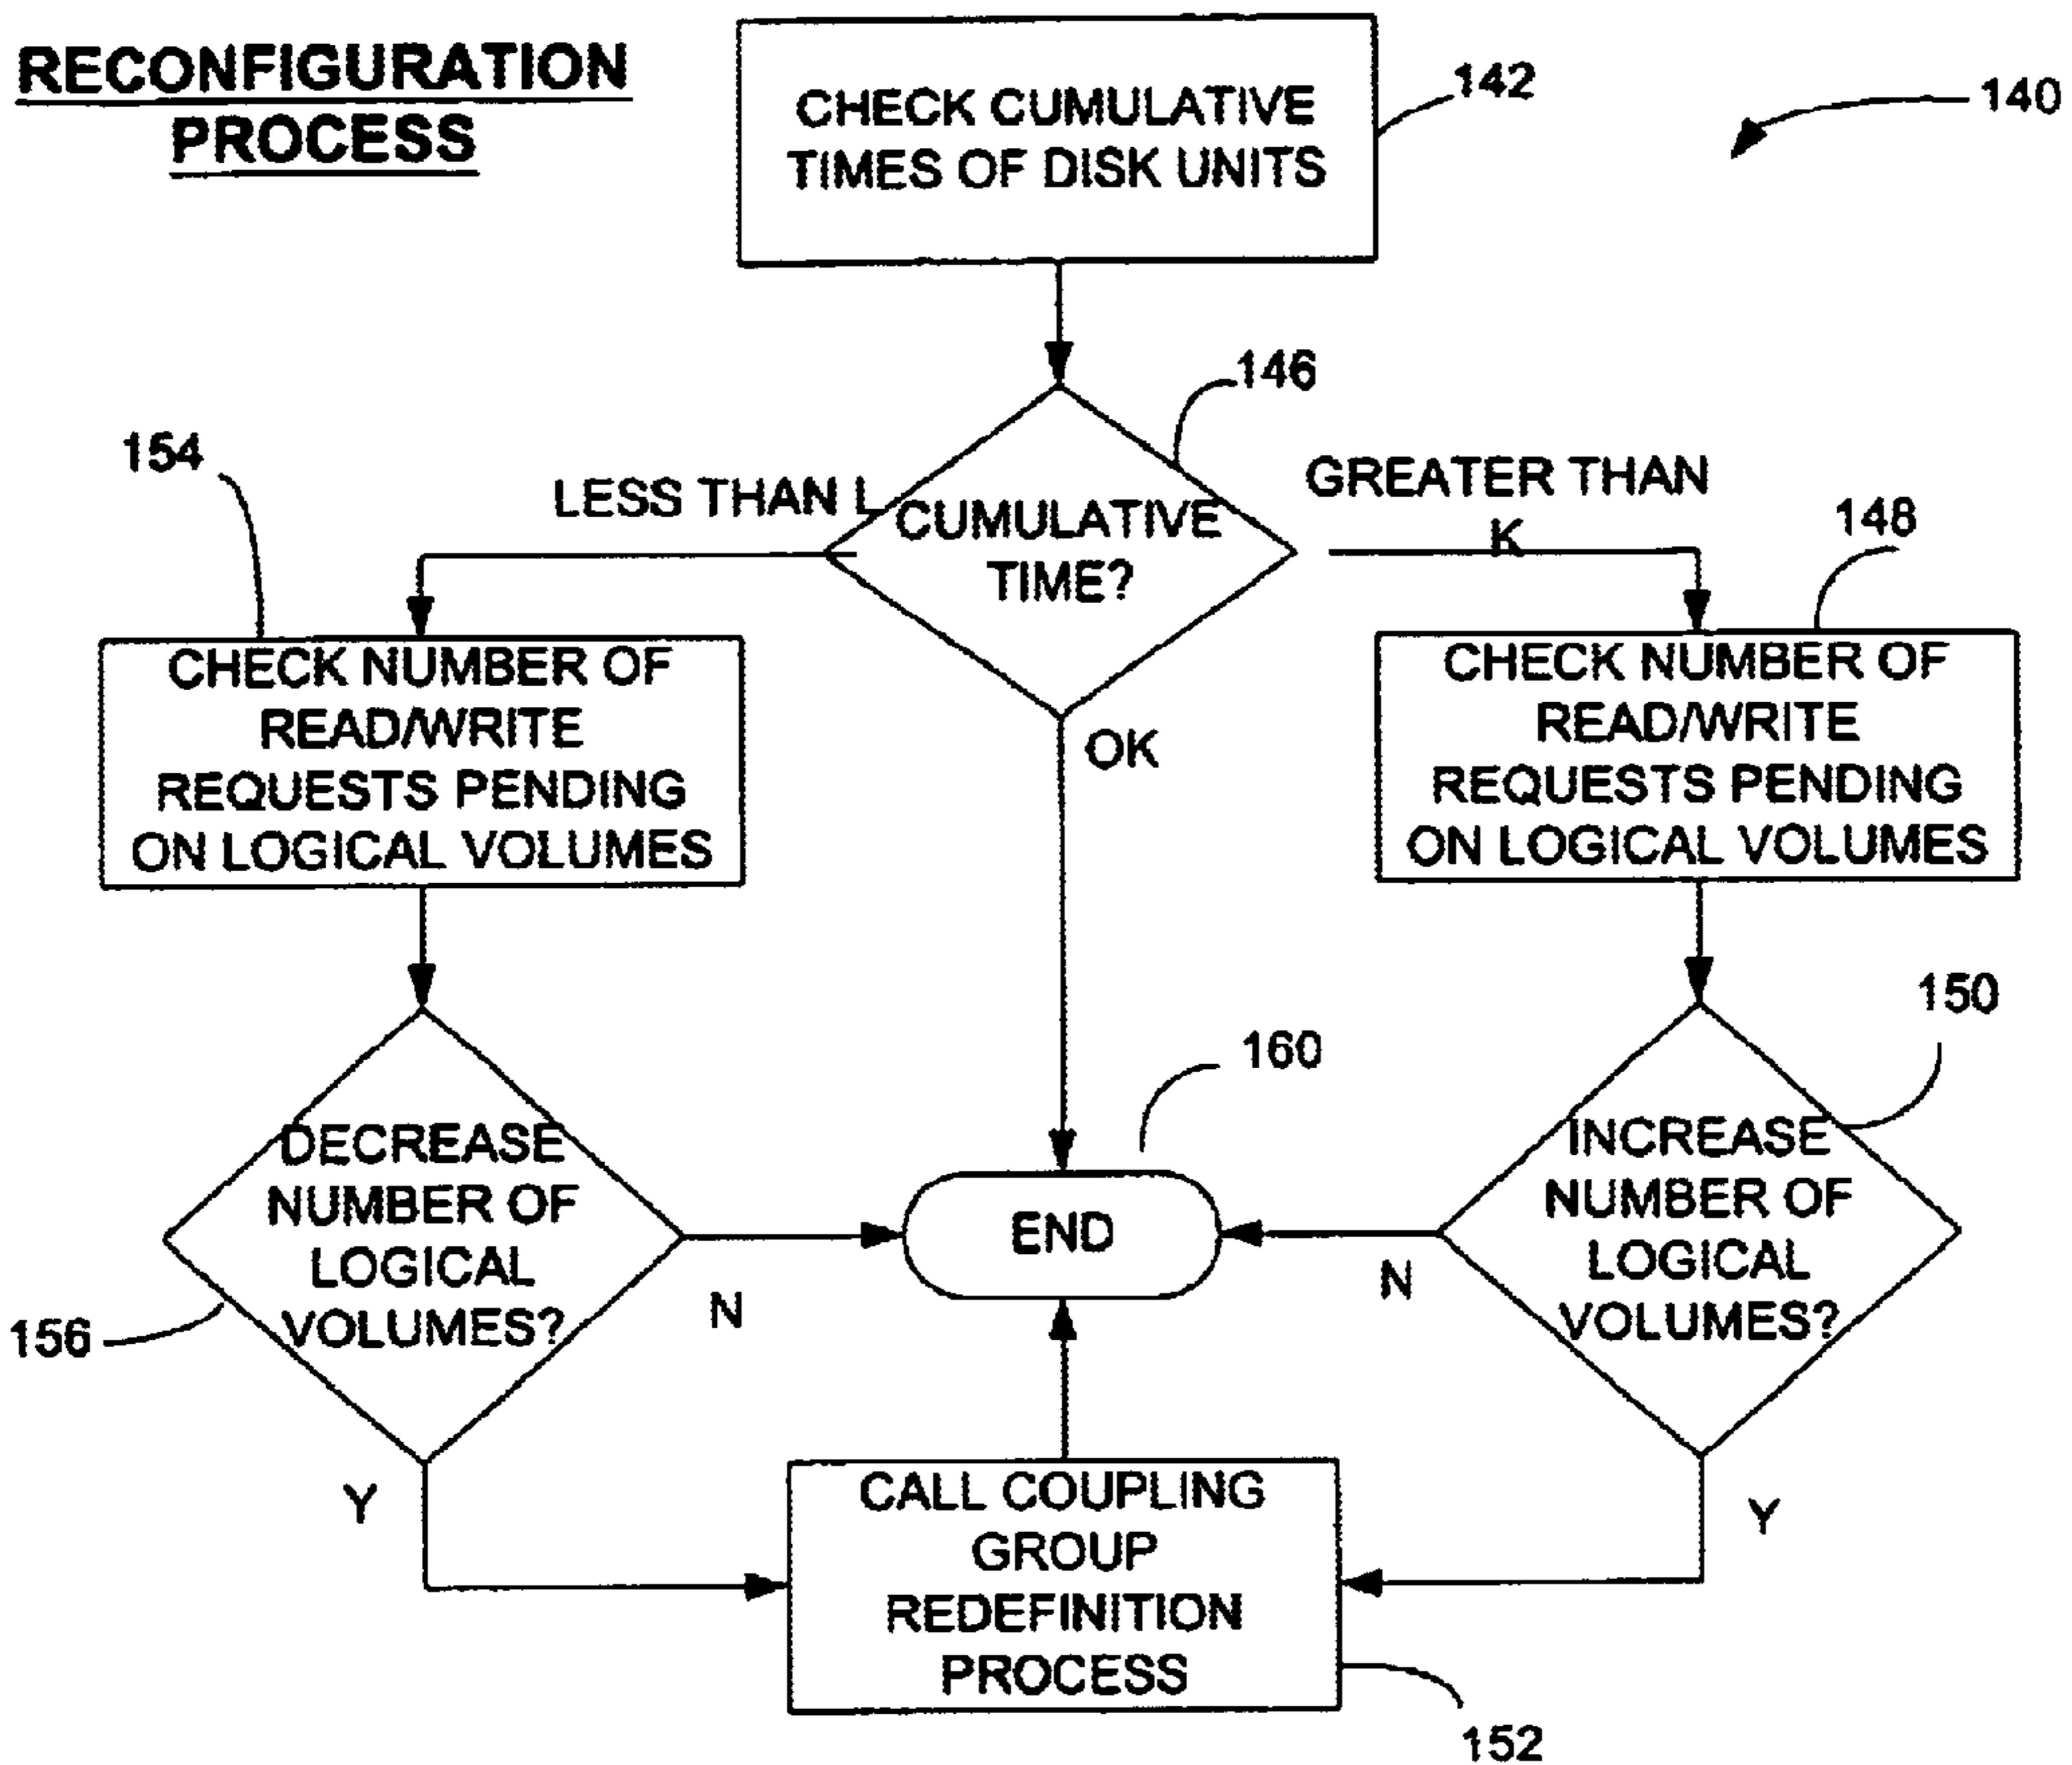 RECONFIGURATION
PROCESS
CHECK CUMULATIVE
TIMES OF DISK UNITS
142
140
146
CUMULATIVE
TIME?
LESS THAN L
GREATER THAN
K
OK
154
CHECK NUMBER OF
READ/WRITE
REQUESTS PENDING
ON LOGICAL VOLUMES
148
CHECK NUMBER OF
READ/WRITE
REQUESTS PENDING
ON LOGICAL VOLUMES
DECREASE
NUMBER OF
LOGICAL
VOLUMES?
156
N
Y
160
END
150
INCREASE
NUMBER OF
LOGICAL
VOLUMES?
N
Y
CALL COUPLING
GROUP
REDEFINITION
PROCESS
152